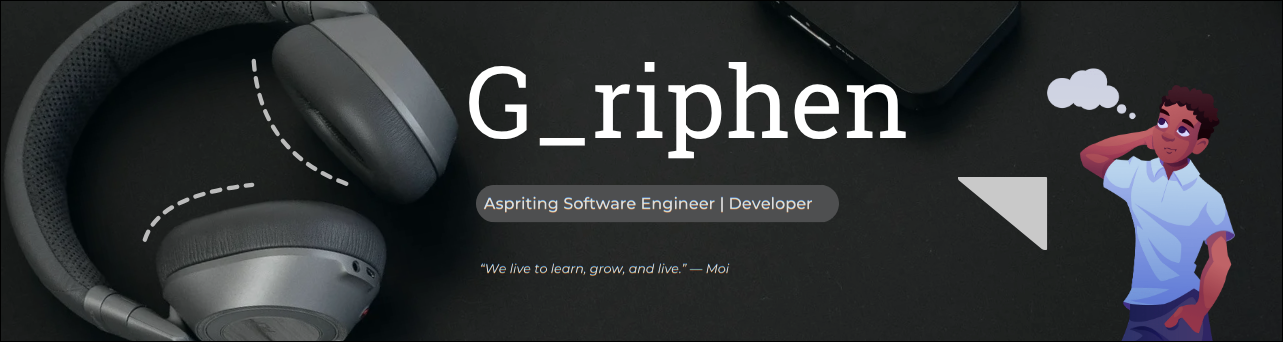 G_riphen
Aspriting Software Engineer | Developer
“We live to learn, grow, and live.” — Moi